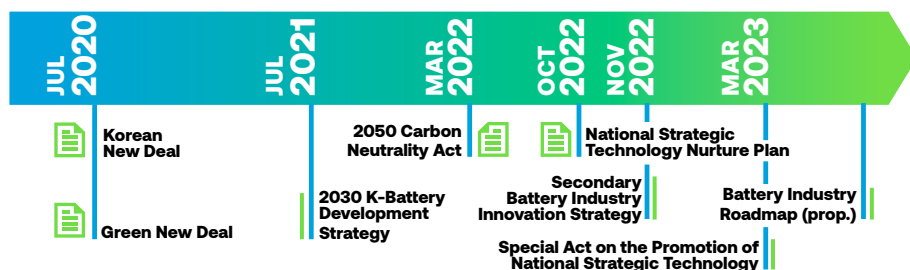 JUL
2020
JUL
2021
MAR
2022
OCT
2022
NOV
2022
MAR
2023
Korean
New Deal
Green New Deal
2030 K-Battery
Development
Strategy
2050 Carbon
Neutrality Act
National Strategic
Technology Nurture Plan
Secondary
Battery Industry
Innovation Strategy
Special Act on the Promotion of
National Strategic Technology
Battery Industry
Roadmap (prop.)